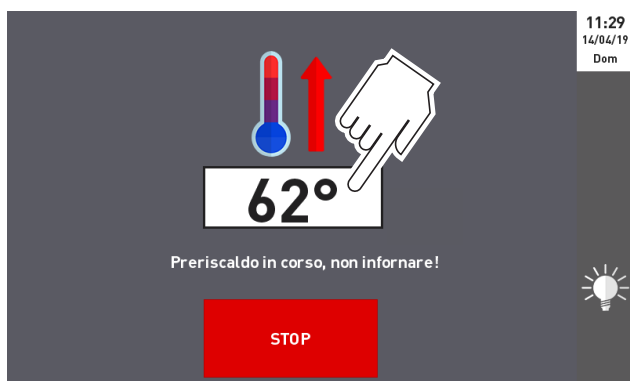 11:29
14/04/19
Dom
62°
Preriscaldo in corso, non infornare!
STOP